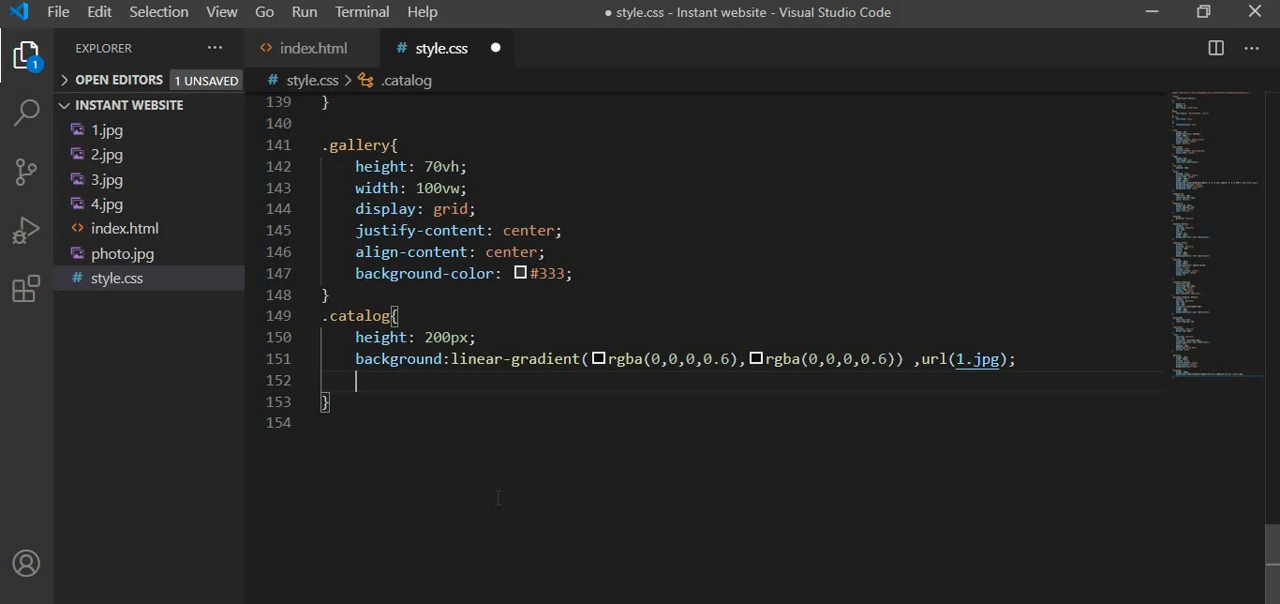 File Edit Selection View Go Run Terminal Help
● style.css - Instant website - Visual Studio Code
EXPLORER ···
index.html
# style.css ●
OPEN EDITORS 1 UNSAVED
# style.css > .catalog
INSTANT WEBSITE
1.jpg
2.jpg
3.jpg
4.jpg
index.html
photo.jpg
# style.css
1
139 }
140
141 .gallery{
142 height: 70vh;
143 width: 100vw;
144 display: grid;
145 justify-content: center;
146 align-content: center;
147 background-color: #333;
148 }
149 .catalog{
150 height: 200px;
151 background:linear-gradient(rgba(0,0,0,0.6),rgba(0,0,0,0.6)) ,url(1.jpg);
152
153 }
154